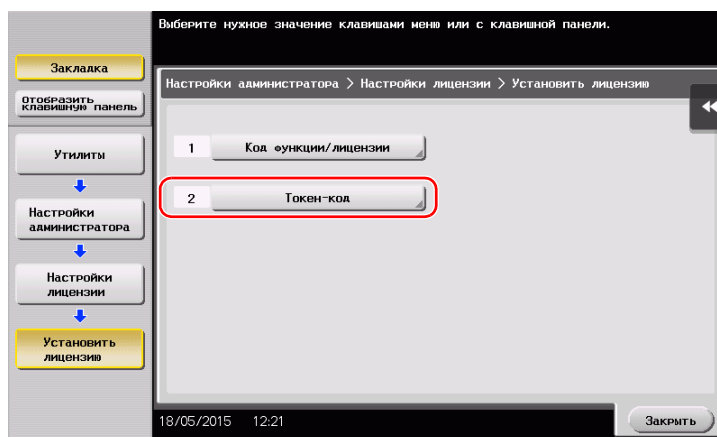 Выберите нужное значение клавишами меню или с клавишной панели.
Закладка
Отобразить
клавишную панель
Настройки администратора > Настройки лицензии > Установить лицензию
Утилиты
1 Код функции/лицензии
2 Токен-код
Настройки
администратора
Настройки
лицензии
Установить
лицензию
18/05/2015 12:21
Закрыть